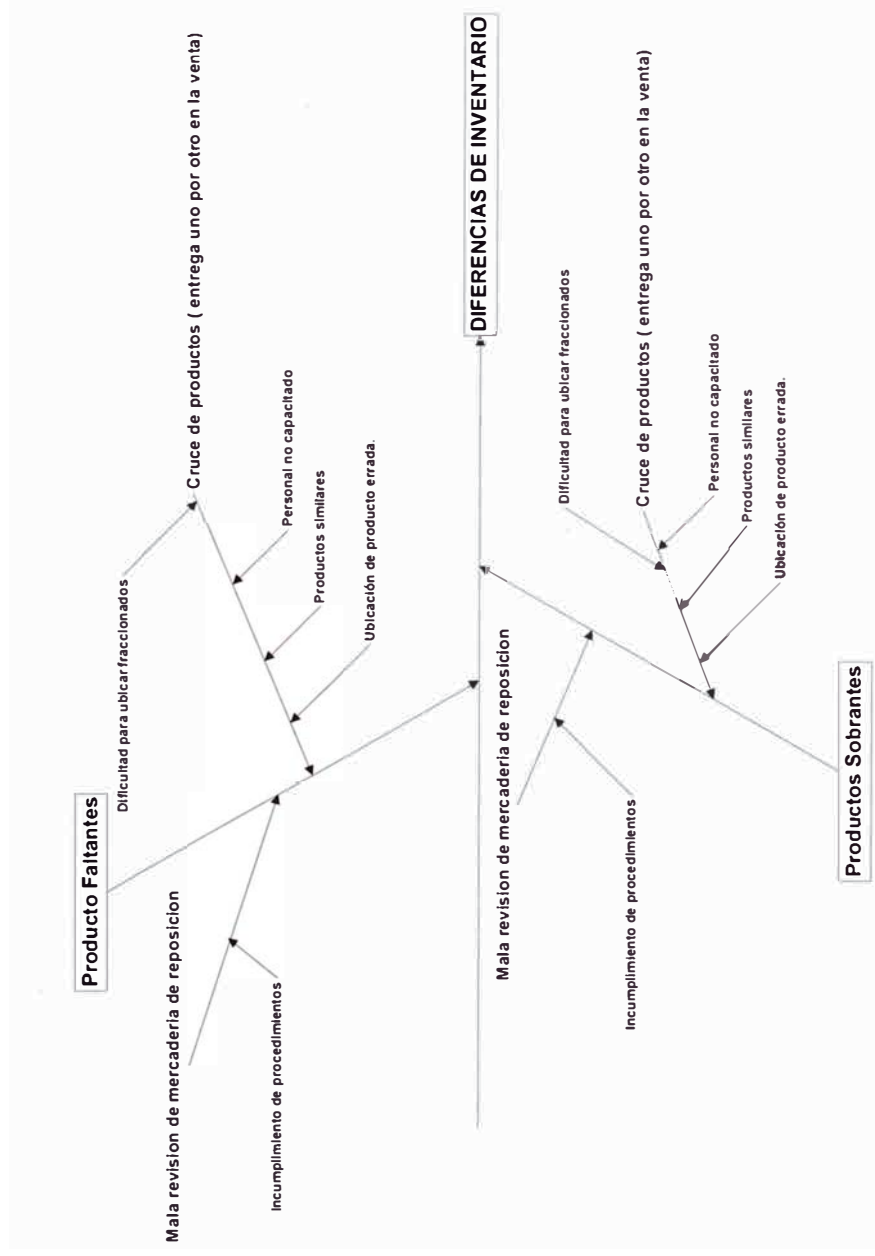 Producto Faltantes
Dificultad para ubicar fraccionados
Cruce de productos ( entrega uno por otro en la venta)
Mala revision de mercaderia de reposicion
Personal no capacitado
Incumplimiento de procedimientos
Productos similares
Ubicación de producto errada.
DIFERENCIAS DE INVENTARIO
Mala revision de mercaderia de reposicion
Dificultad para ubicar fraccionados
Incumplimiento de procedimientos
Cruce de productos ( entrega uno por otro en la venta)
Personal no capacitado
Productos similares
Ubicación de producto errada.
Productos Sobrantes